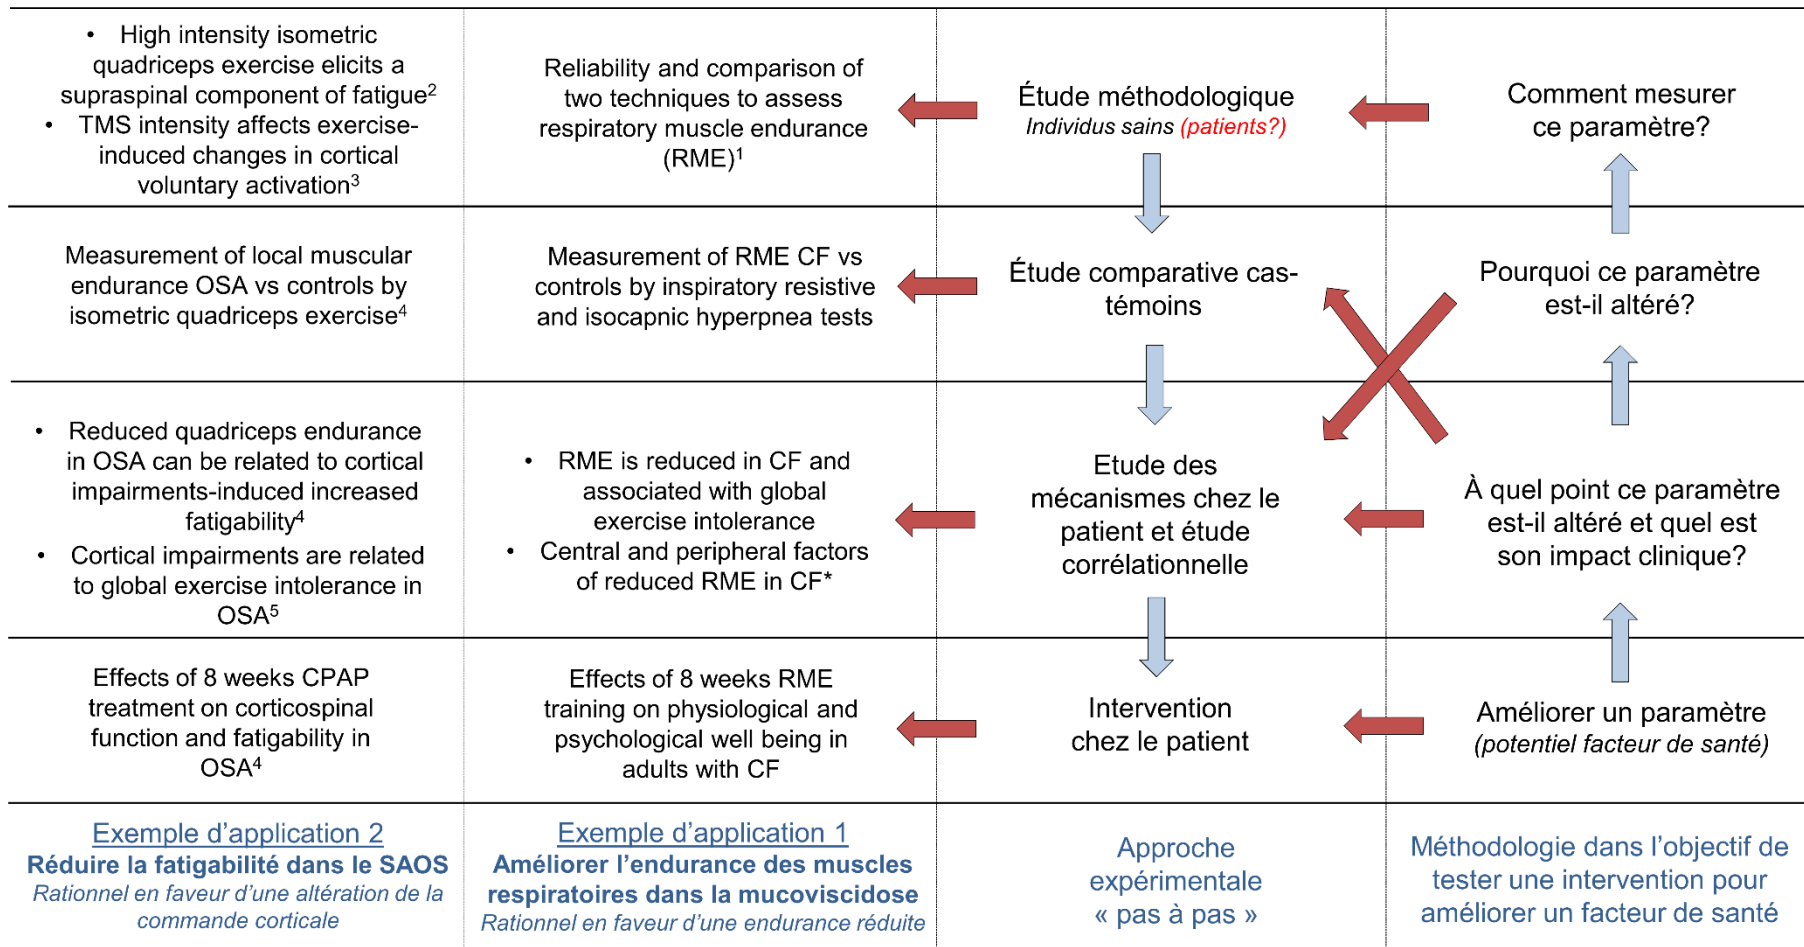 • High intensity isometric
quadriceps exercise elicits a
supraspinal component of fatigue2
• TMS intensity affects exercise-
induced changes in cortical
voluntary activation3
Reliability and comparison of
two techniques to assess
respiratory muscle endurance
(RME)1
Étude méthodologique
Individus sains (patients?)
Comment mesurer
ce paramètre?
Measurement of local muscular
endurance OSA vs controls by
isometric quadriceps exercise4
Measurement of RME CF vs
controls by inspiratory resistive
and isocapnic hyperpnea tests
Étude comparative cas-
témoins
Pourquoi ce paramètre
est-il altéré?
• Reduced quadriceps endurance
in OSA can be related to cortical
impairments-induced increased
fatigability4
• Cortical impairments are related
to global exercise intolerance in
OSA5
• RME is reduced in CF and
associated with global
exercise intolerance
• Central and peripheral factors
of reduced RME in CF*
Etude des
mécanismes chez le
patient et étude
corrélationnelle
À quel point ce paramètre
est-il altéré et quel est
son impact clinique?
Effects of 8 weeks CPAP
treatment on corticospinal
function and fatigability in
OSA4
Effects of 8 weeks RME
training on physiological and
psychological well being in
adults with CF
Intervention
chez le patient
Améliorer un paramètre
(potentiel facteur de santé)
Exemple d’application 2
Réduire la fatigabilité dans le SAOS
Rationnel en faveur d’une altération de la
commande corticale
Exemple d’application 1
Améliorer l’endurance des muscles
respiratoires dans la mucoviscidose
Rationnel en faveur d’une endurance réduite
Approche
expérimentale
« pas à pas »
Méthodologie dans l’objectif de
tester une intervention pour
améliorer un facteur de santé